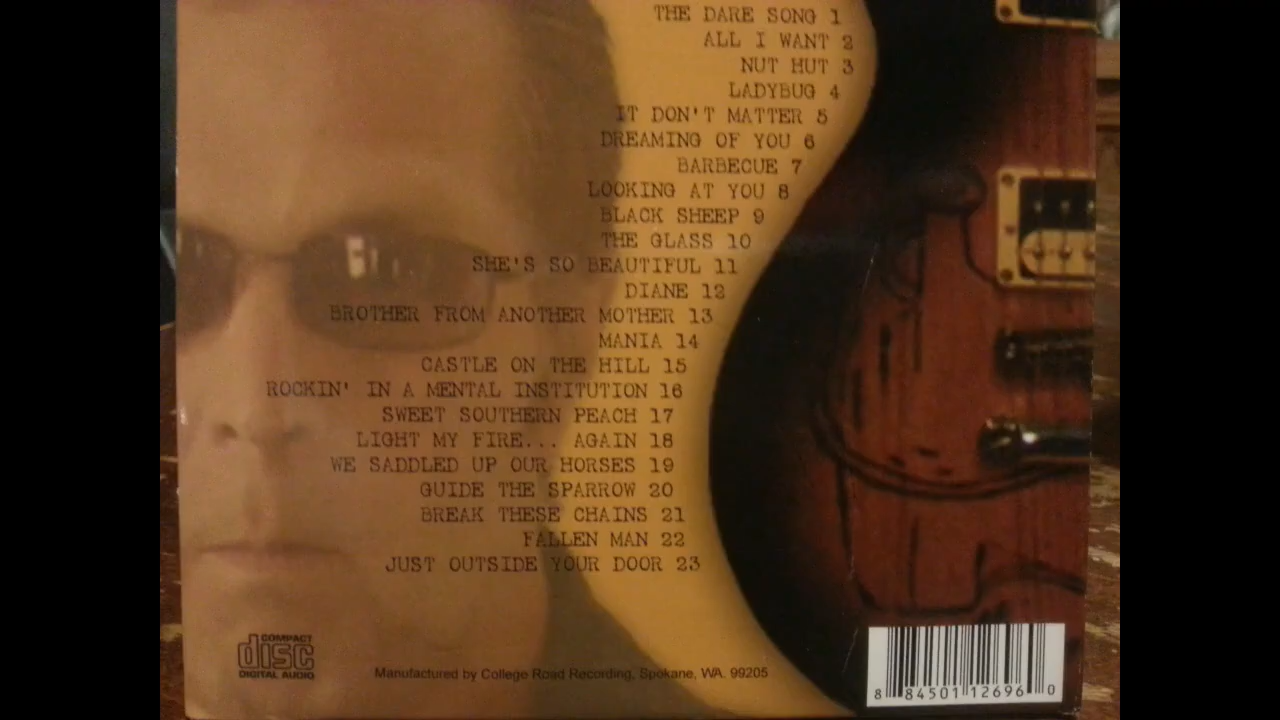 THE DARE SONG 1
ALL I WANT 2
NUT HUT 3
LADYBUG 4
IT DON'T MATTER 5
DREAMING OF YOU 6
BARBECUE 7
LOOKING AT YOU 8
BLACK SHEEP 9
THE GLASS 10
SHE'S SO BEAUTIFUL 11
DIANE 12
BROTHER FROM ANOTHER MOTHER 13
MANIA 14
CASTLE ON THE HILL 15
ROCKIN' IN A MENTAL INSTITUTION 16
SWEET SOUTHERN PEACH 17
LIGHT MY FIRE... AGAIN 18
WE SADDLED UP OUR HORSES 19
GUIDE THE SPARROW 20
BREAK THESE CHAINS 21
FALLEN MAN 22
JUST OUTSIDE YOUR DOOR 23
COMPACT
disc
DIGITAL AUDIO
Manufactured by College Road Recording, Spokane, WA. 99205
8 84501 12696 0